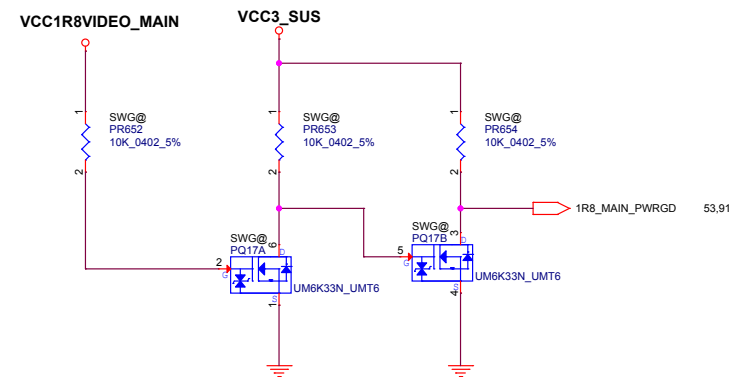 VCC1R8VIDEO_MAIN
VCC3_SUS
1
SWG@
PR652
10K_0402_5%
2
1
SWG@
PR653
10K_0402_5%
2
1
SWG@
PR654
10K_0402_5%
2
1R8_MAIN_PWRGD 53,91
SWG@
PQ17A
2
G
6
D
S
1
UM6K33N_UMT6
SWG@
PQ17B
5
G
3
D
S
4
UM6K33N_UMT6